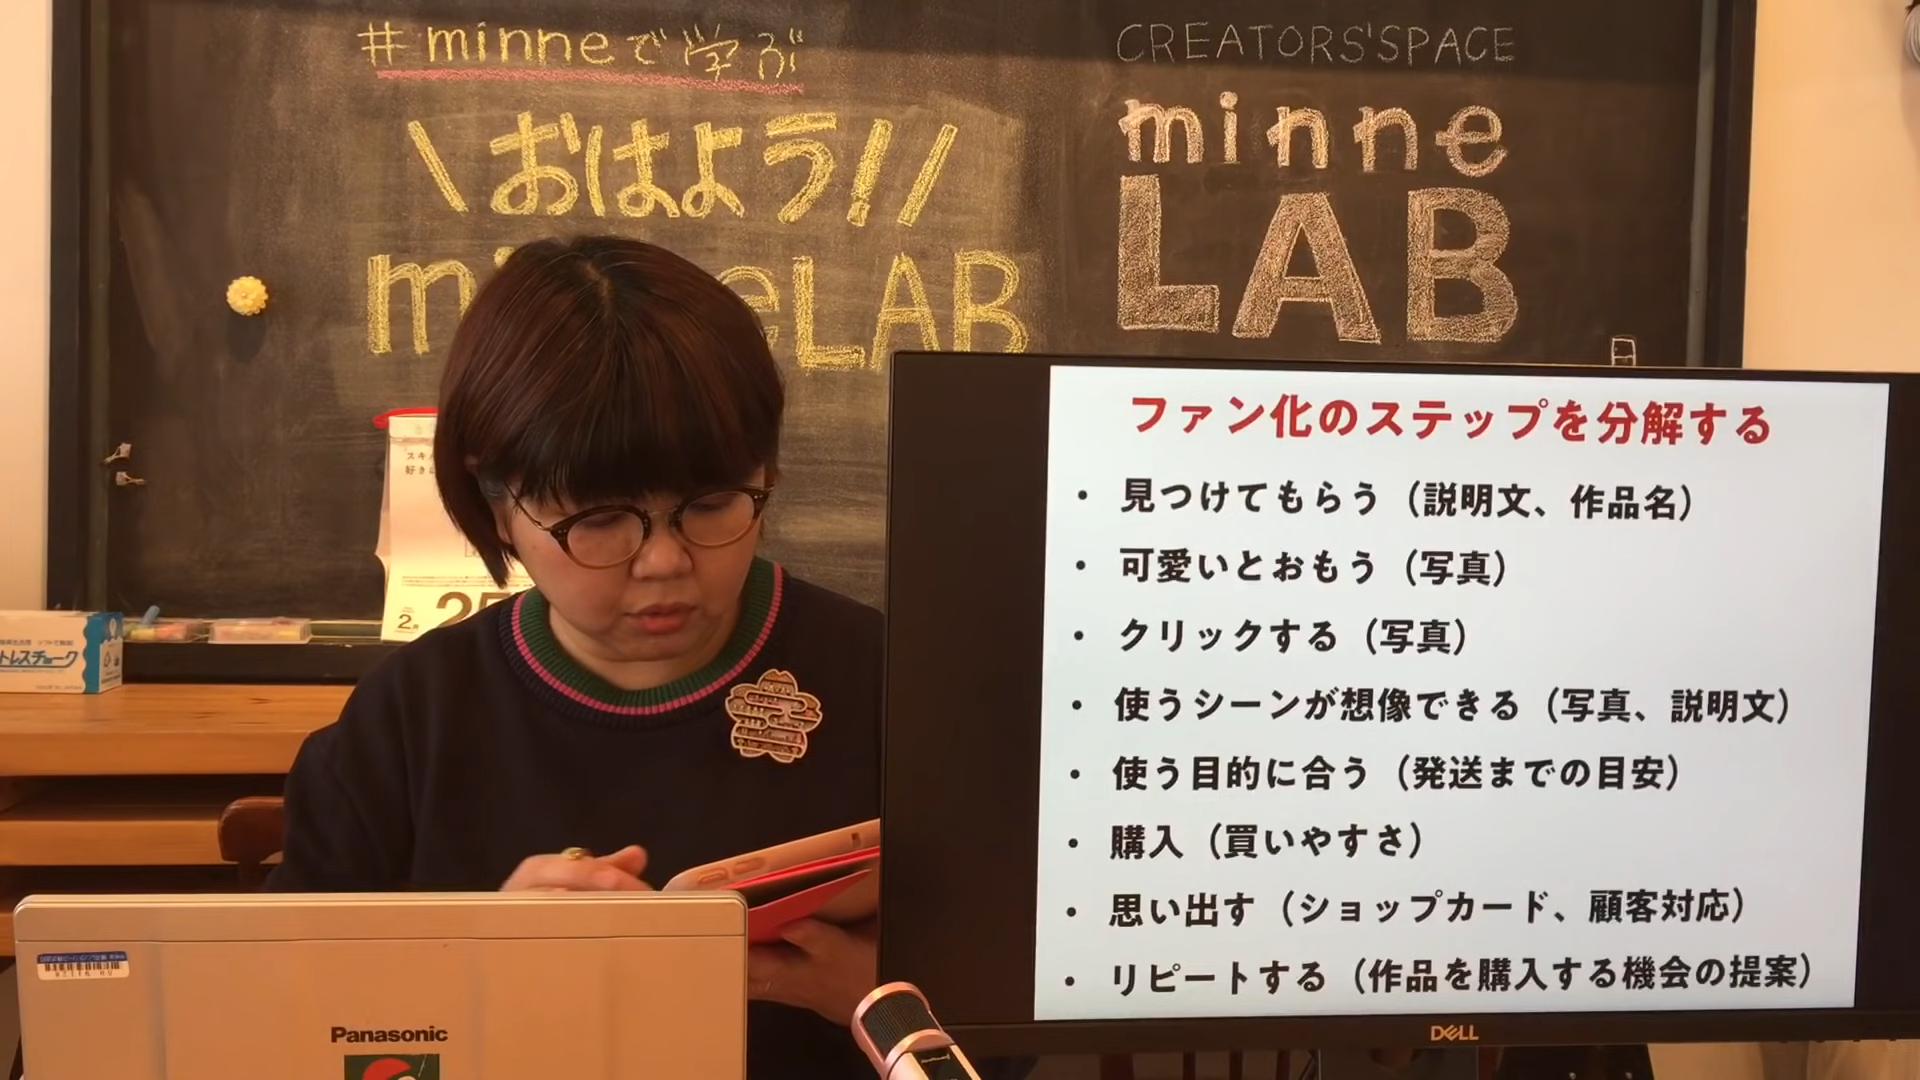 #minneで学ぶ
\おはよう!/
LAB
CREATORS'SPACE
minne
LAB
ファン化のステップを分解する
・ 見つけてもらう（説明文、作品名）
・ 可愛いとおもう（写真）
・ クリックする（写真）
・ 使うシーンが想像できる（写真、説明文）
・ 使う目的に合う（発送までの目安）
・ 購入（買いやすさ）
・ 思い出す（ショップカード、顧客対応）
・ リピートする（作品を購入する機会の提案）
DELL
Panasonic